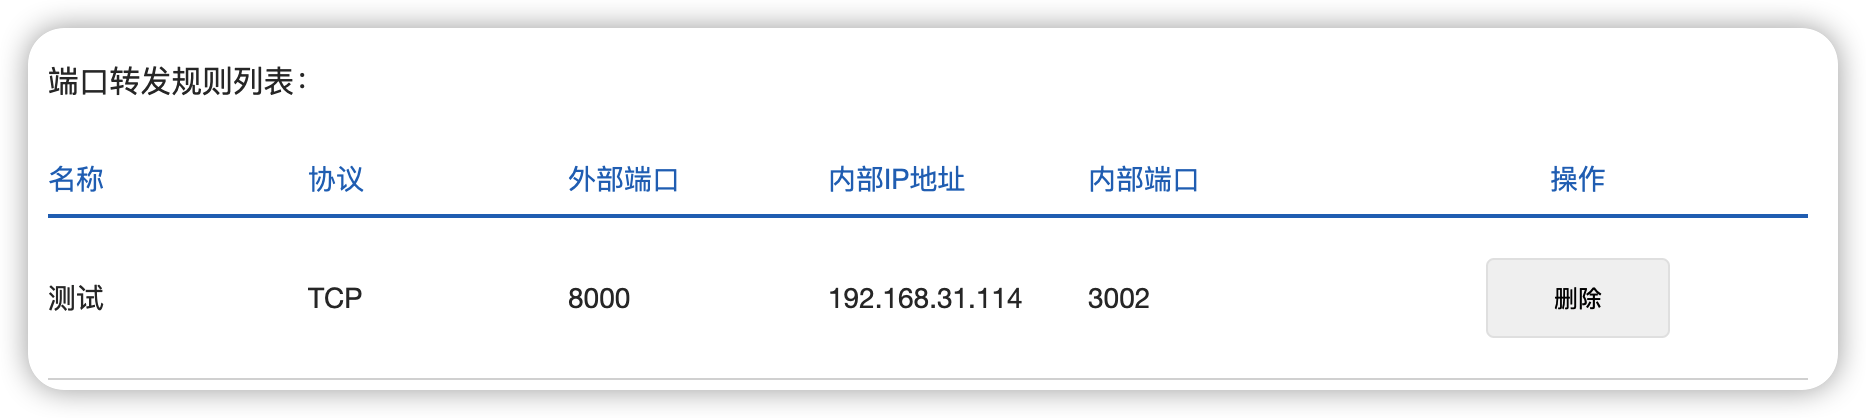 端口转发规则列表：
名称 协议 外部端口 内部IP地址 内部端口 操作
测试 TCP 8000 192.168.31.114 3002 删除